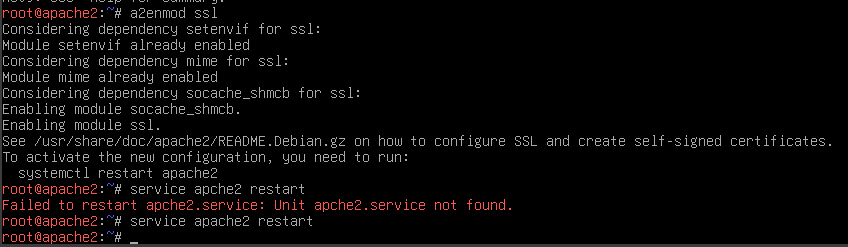 root@apache2:~# a2enmod ssl
Considering dependency setenvif for ssl:
Module setenvif already enabled
Considering dependency mime for ssl:
Module mime already enabled
Considering dependency socache_shmcb for ssl:
Enabling module socache_shmcb.
Enabling module ssl.
See /usr/share/doc/apache2/README.Debian.gz on how to configure SSL and create self-signed certificates.
To activate the new configuration, you need to run:
  systemctl restart apache2
root@apache2:~# service apche2 restart
Failed to restart apche2.service: Unit apche2.service not found.
root@apache2:~# service apache2 restart
root@apache2:~# _